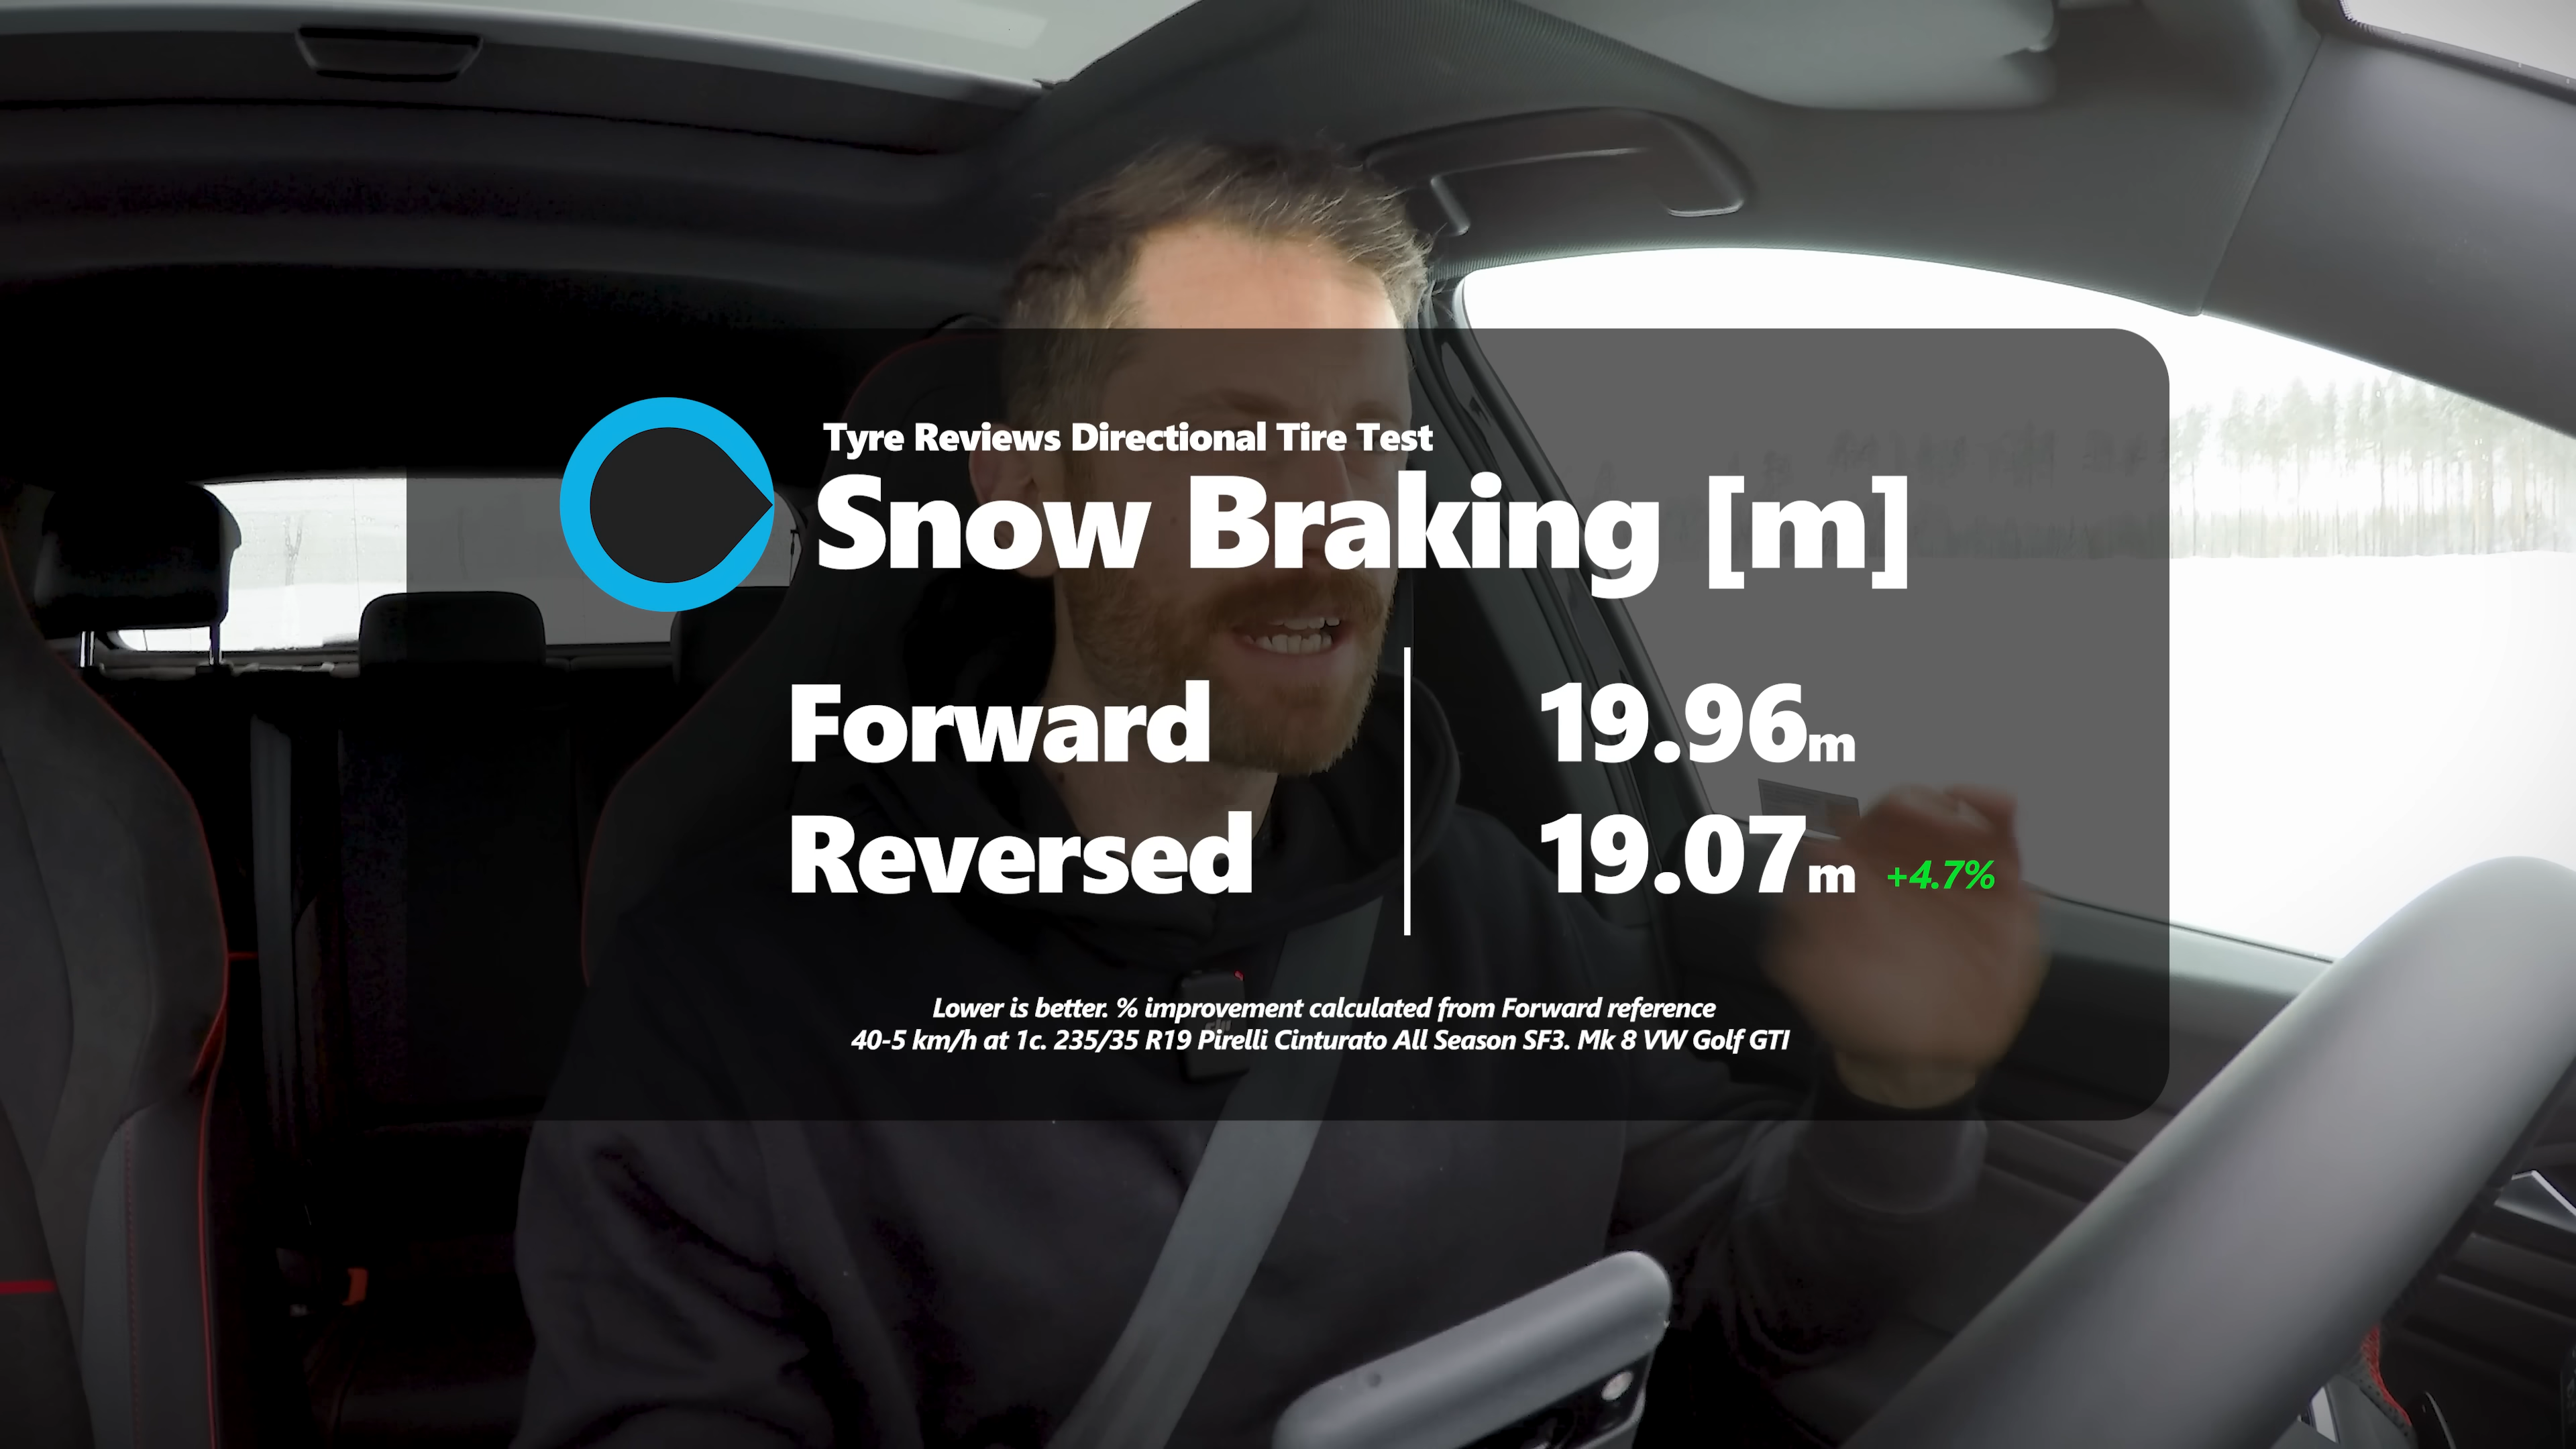 Tyre Reviews Directional Tire Test
Snow Braking [m]
Forward 19.96m
Reversed 19.07m +4.7%
Lower is better. % improvement calculated from Forward reference
40-5 km/h at 1c. 235/35 R19 Pirelli Cinturato All Season SF3. Mk 8 VW Golf GTI